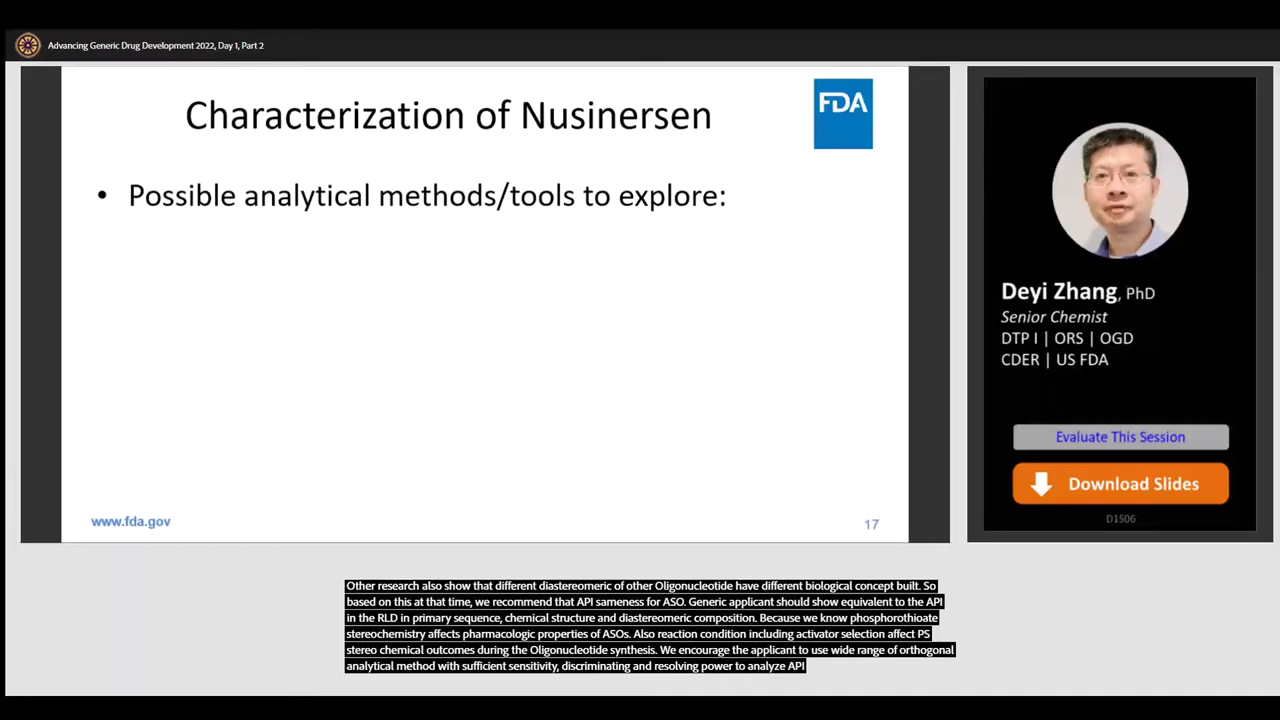 Advancing Generic Drug Development 2022, Day 1, Part 2
Characterization of Nusinersen
FDA
• Possible analytical methods/tools to explore:
www.fda.gov
17
Deyi Zhang, PhD
Senior Chemist
DTP I | ORS | OGD
CDER | US FDA
Evaluate This Session
Download Slides
D1S06
Other research also show that different diastereomeric of other Oligonucleotide have different biological concept built. So
based on this at that time, we recommend that API sameness for ASO. Generic applicant should show equivalent to the API
in the RLD in primary sequence, chemical structure and diastereomeric composition. Because we know phosphorothioate
stereochemistry affects pharmacologic properties of ASOs. Also reaction condition including activator selection affect PS
stereo chemical outcomes during the Oligonucleotide synthesis. We encourage the applicant to use wide range of orthogonal
analytical method with sufficient sensitivity, discriminating and resolving power to analyze API